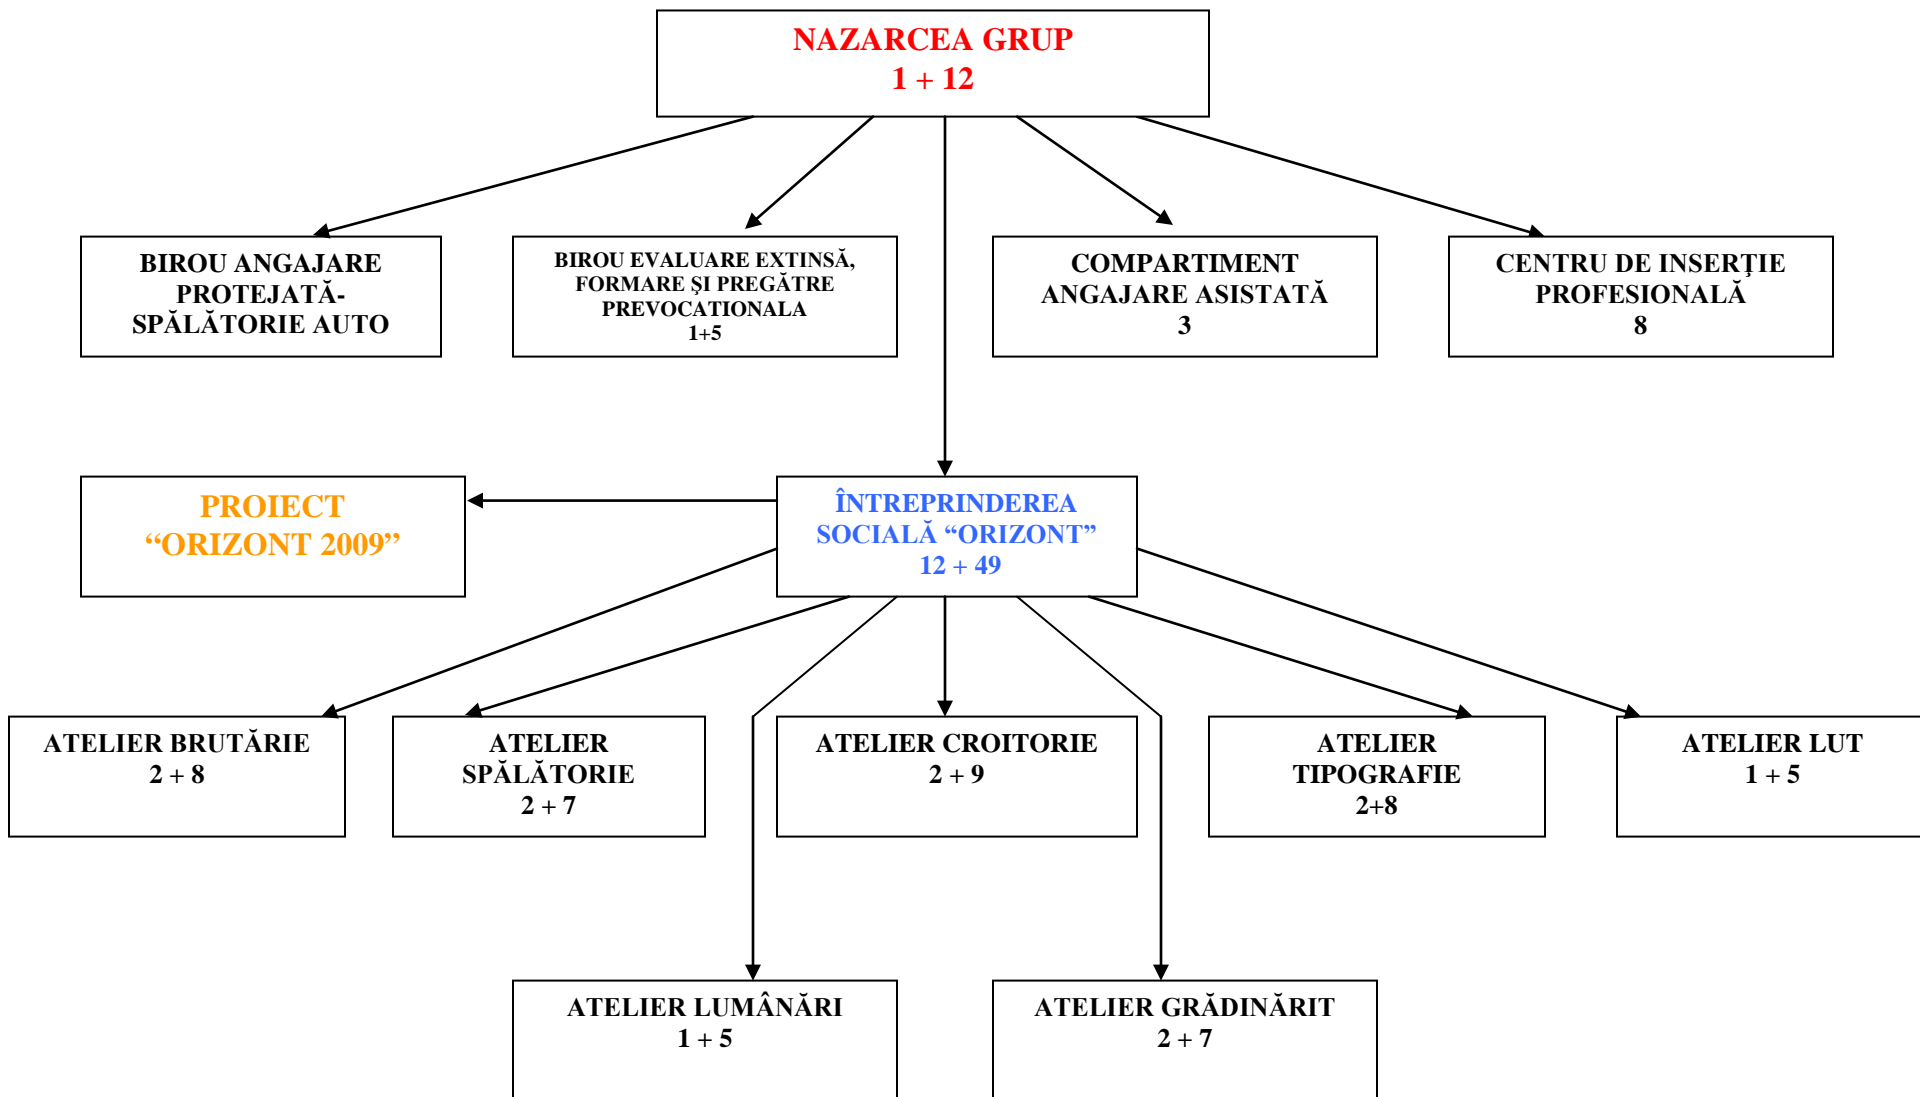 NAZARCEA GRUP
1 + 12
BIROU ANGAJARE
PROTEJATĂ-
SPĂLĂTORIE AUTO
BIROU EVALUARE EXTINSĂ,
FORMARE ŞI PREGĂTRE
PREVOCATIONALA
1+5
COMPARTIMENT
ANGAJARE ASISTATĂ
3
CENTRU DE INSERŢIE
PROFESIONALĂ
8
PROIECT
“ORIZONT 2009”
ÎNTREPRINDEREA
SOCIALĂ “ORIZONT”
12 + 49
ATELIER BRUTĂRIE
2 + 8
ATELIER
SPĂLĂTORIE
2 + 7
ATELIER CROITORIE
2 + 9
ATELIER
TIPOGRAFIE
2+8
ATELIER LUT
1 + 5
ATELIER LUMÂNĂRI
1 + 5
ATELIER GRĂDINĂRIT
2 + 7